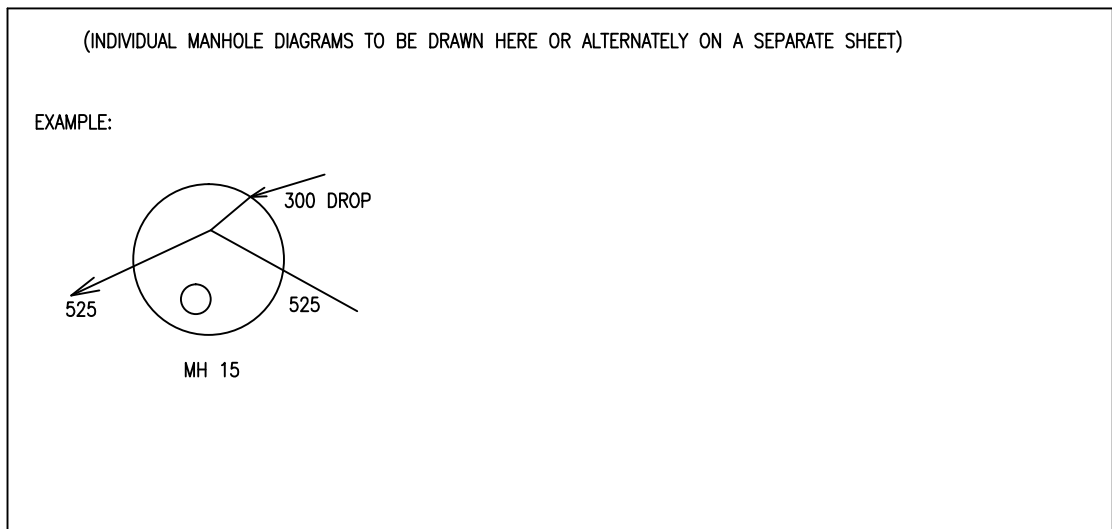 (INDIVIDUAL MANHOLE DIAGRAMS TO BE DRAWN HERE OR ALTERNATELY ON A SEPARATE SHEET)
EXAMPLE:
300 DROP
525
525
MH 15